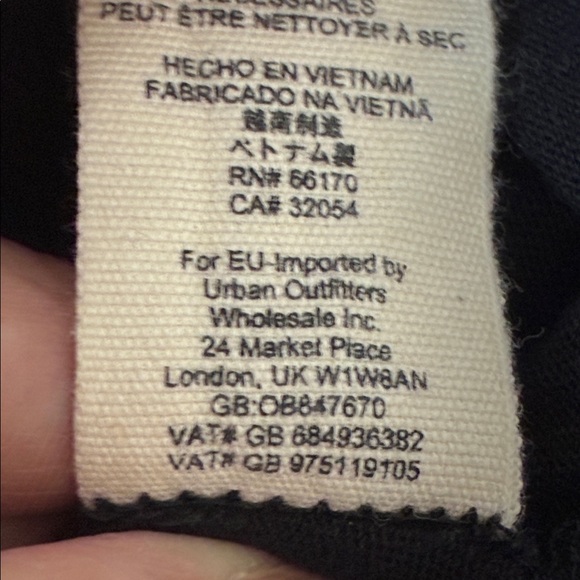 NÉCESSAIRES
PEUT ÊTRE NETTOYER À SEC
HECHO EN VIETNAM
FABRICADO NA VIETNÃ
越南制造
ベトナム製
RN# 66170
CA# 32054
For EU-Imported by
Urban Outfitters
Wholesale Inc.
24 Market Place
London, UK W1W8AN
GB:OB847670
VAT# GB 684936382
VAT# GB 975119105